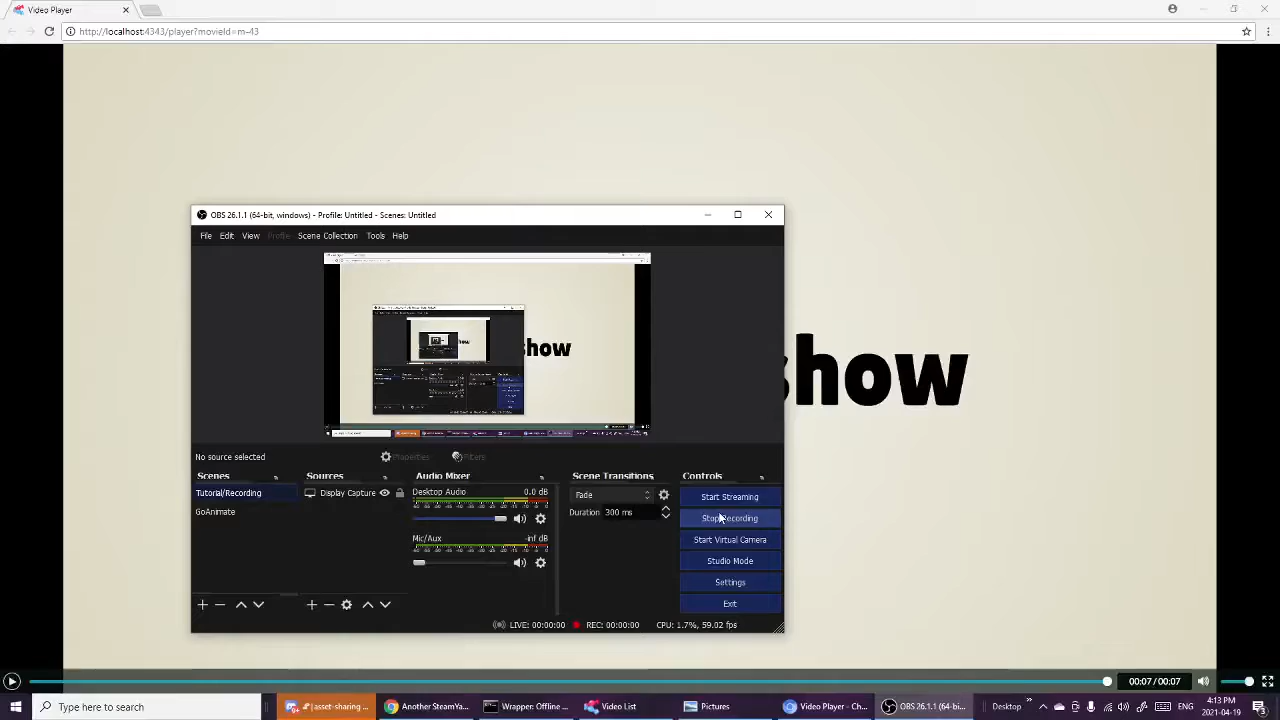 Video Player
http://localhost:4343/player?movieId=m-43
OBS 26.1.1 (64-bit, windows) - Profile: Untitled - Scenes: Untitled
File Edit View Profile Scene Collection Tools Help
show
show
No source selected
Properties
Filters
Scenes
Sources
Audio Mixer
Scene Transitions
Controls
Tutorial/Recording
GoAnimate
Display Capture
Desktop Audio 0.0 dB
Mic/Aux -inf dB
Fade
Duration 300 ms
Start Streaming
Stop Recording
Start Virtual Camera
Studio Mode
Settings
Exit
LIVE: 00:00:00 REC: 00:00:00 CPU: 1.7%, 59.02 fps
00:07/00:07
Type here to search
| asset-sharing ...
Another SteamYa...
Wrapper: Offline ...
Video List
Pictures
Video Player - Ch...
OBS 26.1.1 (64-bi...
Desktop
ENG
4:13 PM
2021-04-19